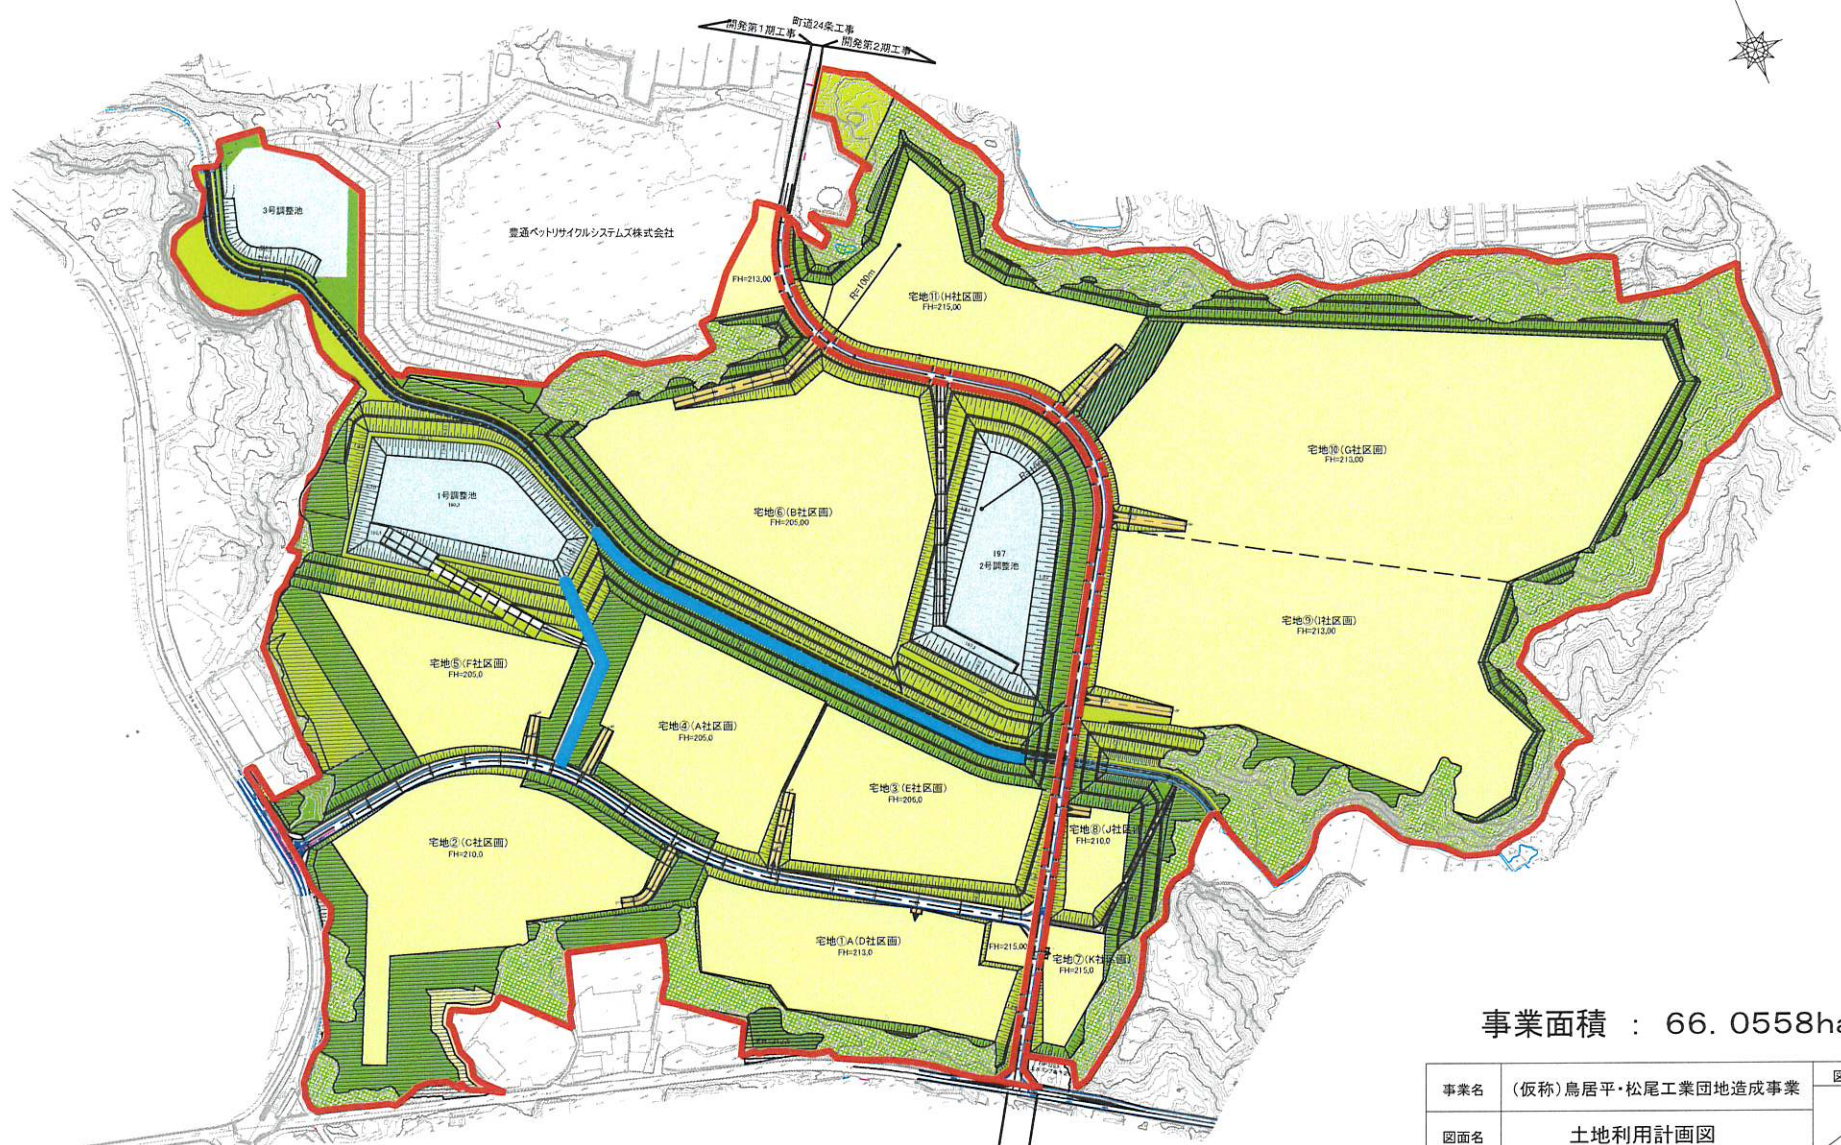 町道24条工事
開発第1期工事
開発第2期工事
3号調整池
豊通ペットリサイクルシステムズ株式会社
FH=213.00
R=100m
宅地⑪(H社区画)
FH=215.00
宅地⑩(G社区画)
FH=213.00
1号調整池
宅地⑥(B社区画)
FH=205.00
197
2号調整池
宅地⑨(I社区画)
FH=213.00
宅地⑤(F社区画)
FH=205.0
宅地④(A社区画)
FH=205.0
宅地③(E社区画)
FH=205.0
宅地⑧(J社区画
FH=210.0
宅地②(C社区画)
FH=210.0
宅地①A(D社区画)
FH=213.0
FH=215.00
宅地⑦(K社区画)
FH=215.0
事業面積 : 66. 0558ha
事業名 (仮称)鳥居平・松尾工業団地造成事業
図面名 土地利用計画図